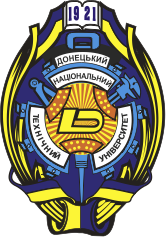 1921
ДОНЕЦЬКИЙ
НАЦІОНАЛЬНИЙ
ТЕХНІЧНИЙ
УНІВЕРСИТЕТ